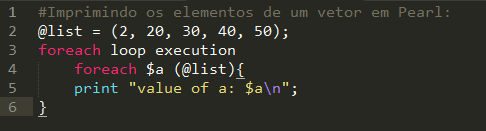 1 #Imprimindo os elementos de um vetor em Pearl:
2 @list = (2, 20, 30, 40, 50);
3 foreach loop execution
4     foreach $a (@list){
5     print "value of a: $a\n";
6 }